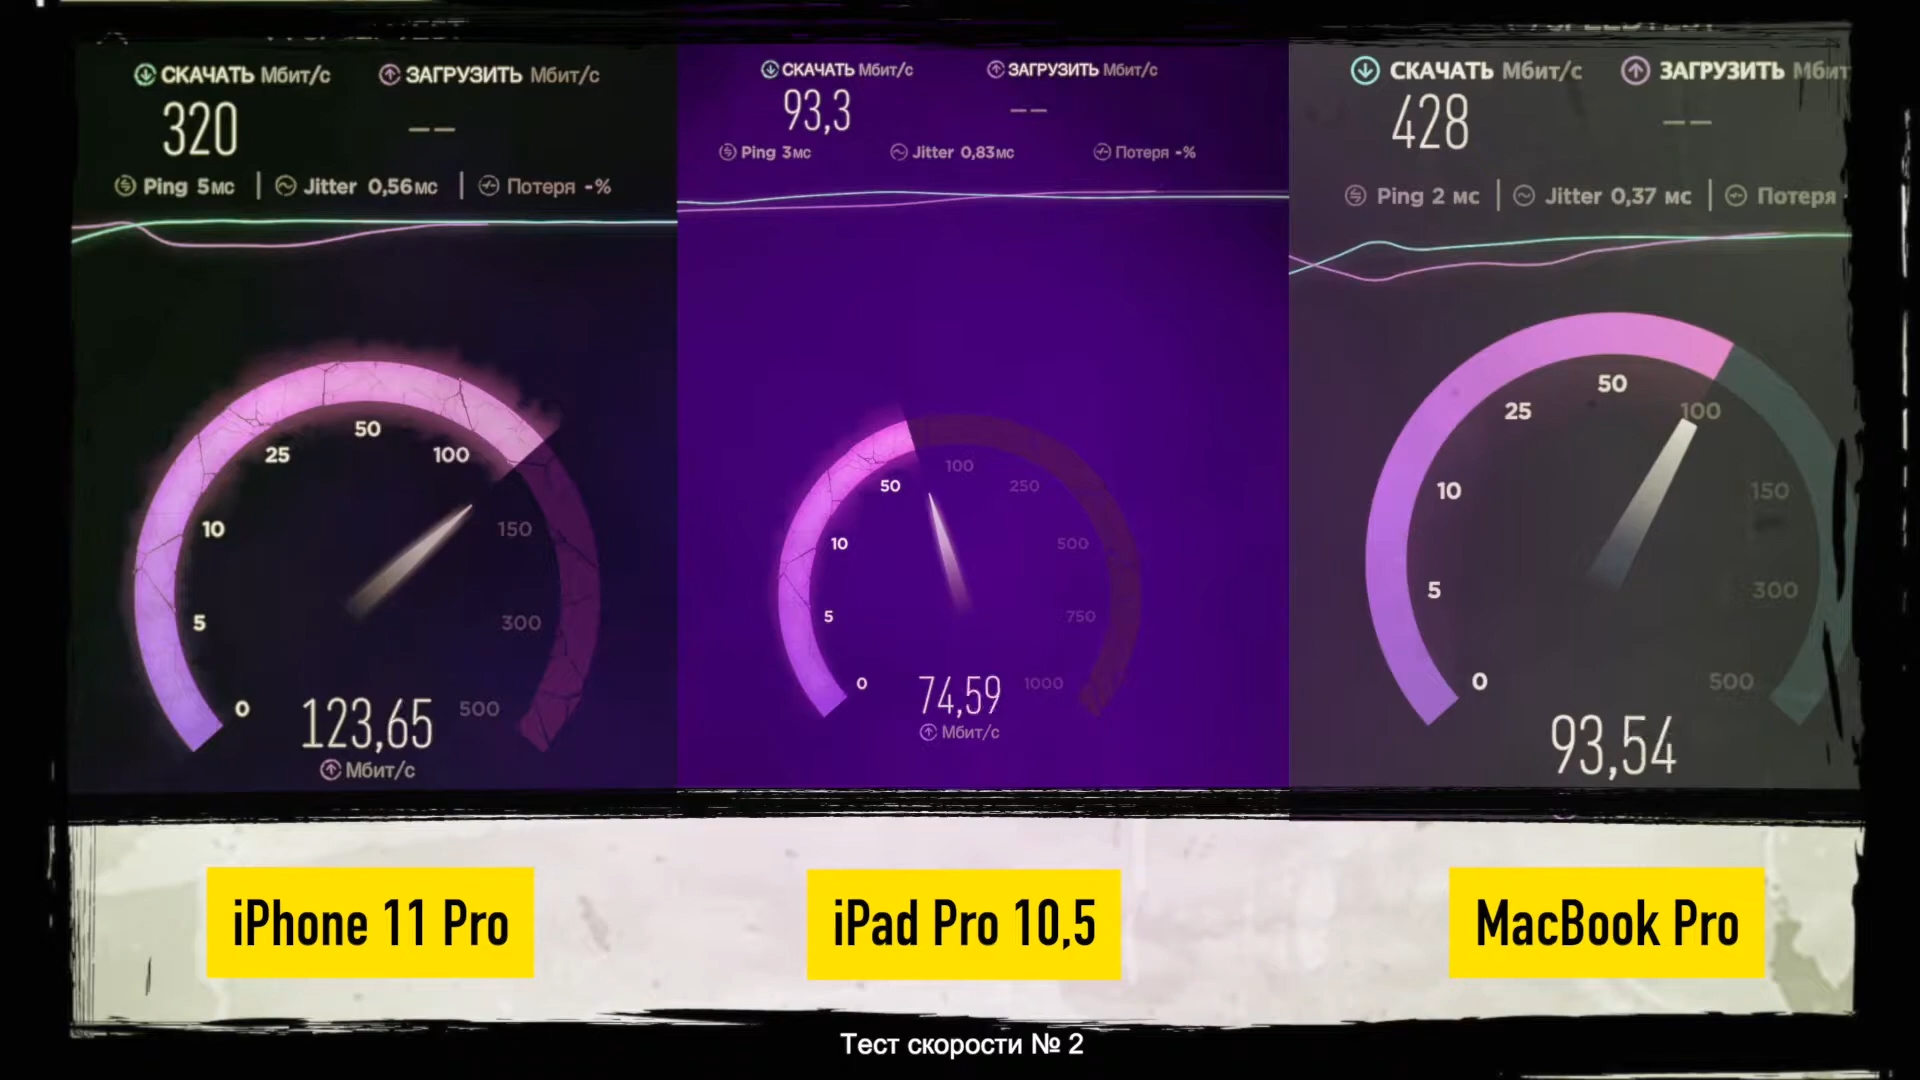 СКАЧАТЬ Мбит/с
ЗАГРУЗИТЬ Мбит/с
320
--
Ping 5мс | Jitter 0,56мс | Потеря -%
50
25
100
10
150
5
300
0
500
123,65
Мбит/с
iPhone 11 Pro
СКАЧАТЬ Мбит/с
ЗАГРУЗИТЬ Мбит/с
93,3
--
Ping 3мс Jitter 0,83мс Потеря -%
100
50
250
10
500
5
750
0
1000
74,59
Мбит/с
iPad Pro 10,5
СКАЧАТЬ Мбит/с
ЗАГРУЗИТЬ Мбит
428
--
Ping 2 мс | Jitter 0,37 мс | Потеря
50
25
100
10
150
5
300
0
500
93,54
MacBook Pro
Тест скорости № 2